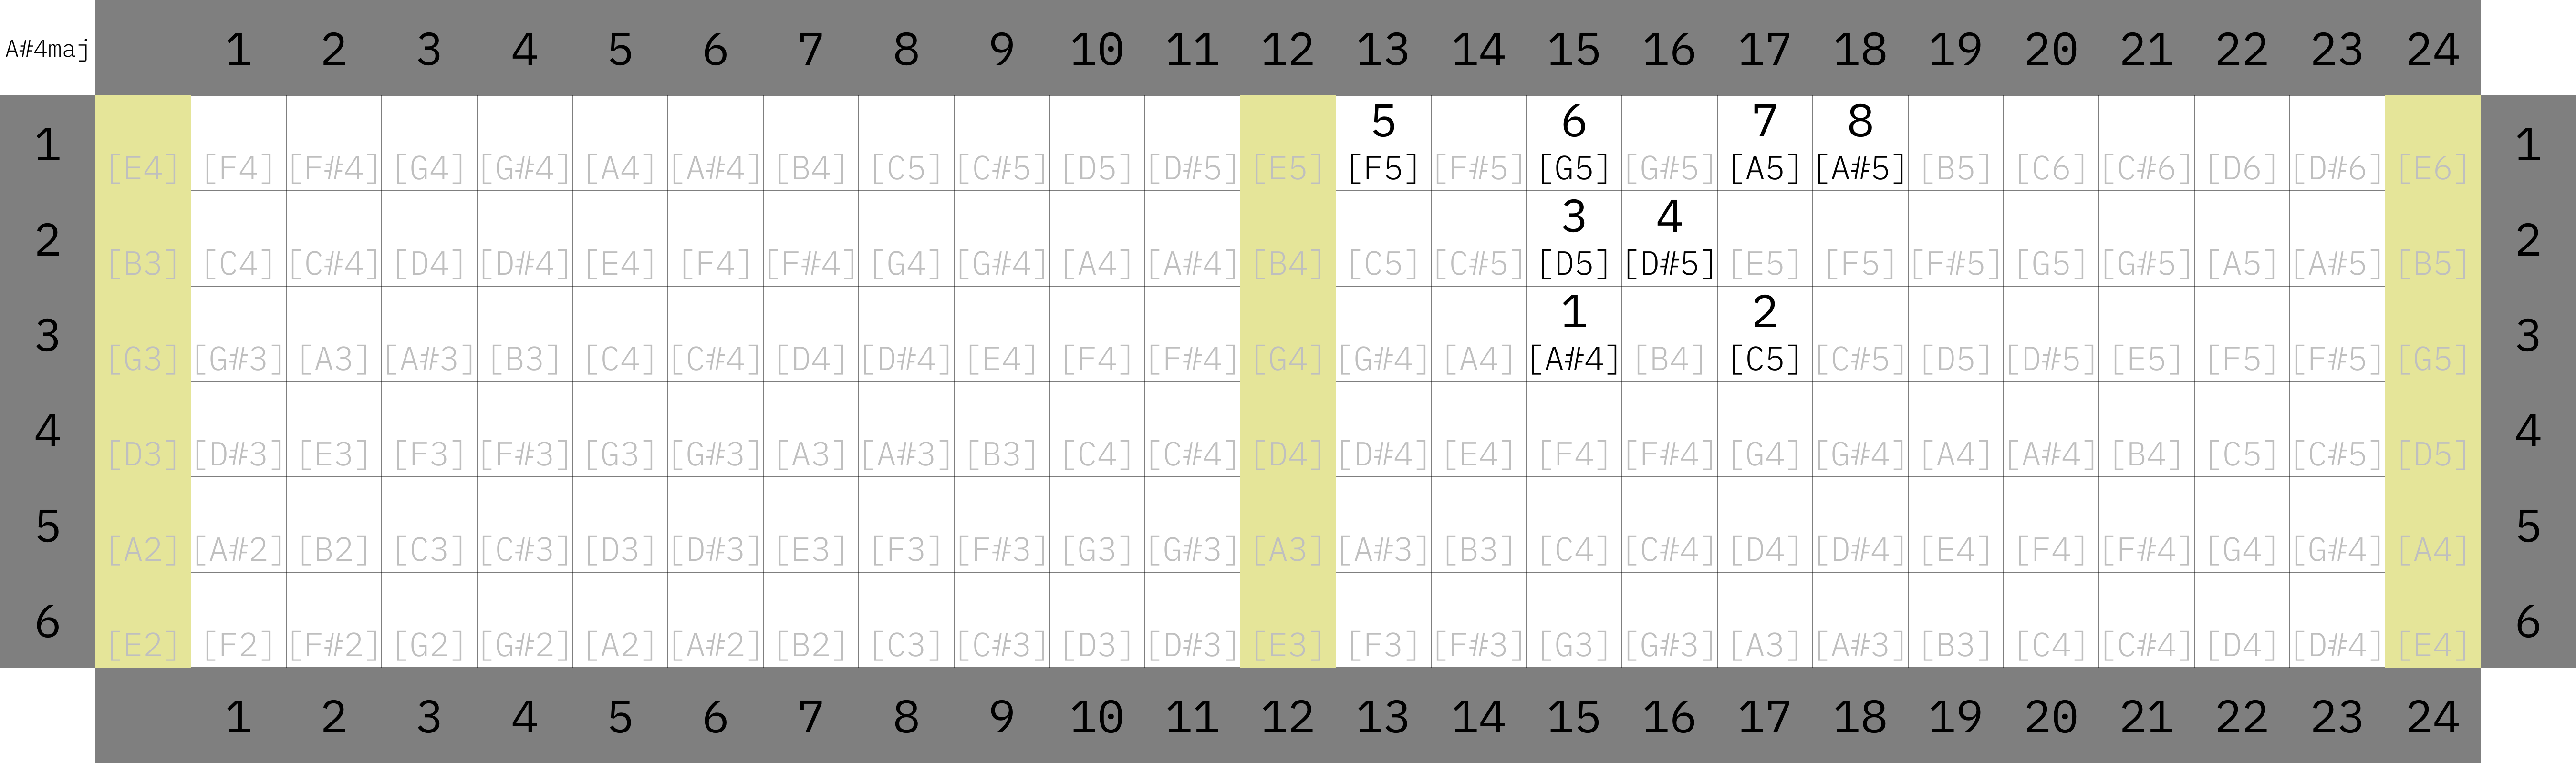 A#4maj 1 2 3 4 5 6 7 8 9 10 11 12 13 14 15 16 17 18 19 20 21 22 23 24
5 6 7 8
1 [E4] [F4] [F#4] [G4] [G#4] [A4] [A#4] [B4] [C5] [C#5] [D5] [D#5] [E5] [F5] [F#5] [G5] [G#5] [A5] [A#5] [B5] [C6] [C#6] [D6] [D#6] [E6] 1
3 4
2 [B3] [C4] [C#4] [D4] [D#4] [E4] [F4] [F#4] [G4] [G#4] [A4] [A#4] [B4] [C5] [C#5] [D5] [D#5] [E5] [F5] [F#5] [G5] [G#5] [A5] [A#5] [B5] 2
1 2
3 [G3] [G#3] [A3] [A#3] [B3] [C4] [C#4] [D4] [D#4] [E4] [F4] [F#4] [G4] [G#4] [A4] [A#4] [B4] [C5] [C#5] [D5] [D#5] [E5] [F5] [F#5] [G5] 3
4 [D3] [D#3] [E3] [F3] [F#3] [G3] [G#3] [A3] [A#3] [B3] [C4] [C#4] [D4] [D#4] [E4] [F4] [F#4] [G4] [G#4] [A4] [A#4] [B4] [C5] [C#5] [D5] 4
5 [A2] [A#2] [B2] [C3] [C#3] [D3] [D#3] [E3] [F3] [F#3] [G3] [G#3] [A3] [A#3] [B3] [C4] [C#4] [D4] [D#4] [E4] [F4] [F#4] [G4] [G#4] [A4] 5
6 [E2] [F2] [F#2] [G2] [G#2] [A2] [A#2] [B2] [C3] [C#3] [D3] [D#3] [E3] [F3] [F#3] [G3] [G#3] [A3] [A#3] [B3] [C4] [C#4] [D4] [D#4] [E4] 6
1 2 3 4 5 6 7 8 9 10 11 12 13 14 15 16 17 18 19 20 21 22 23 24